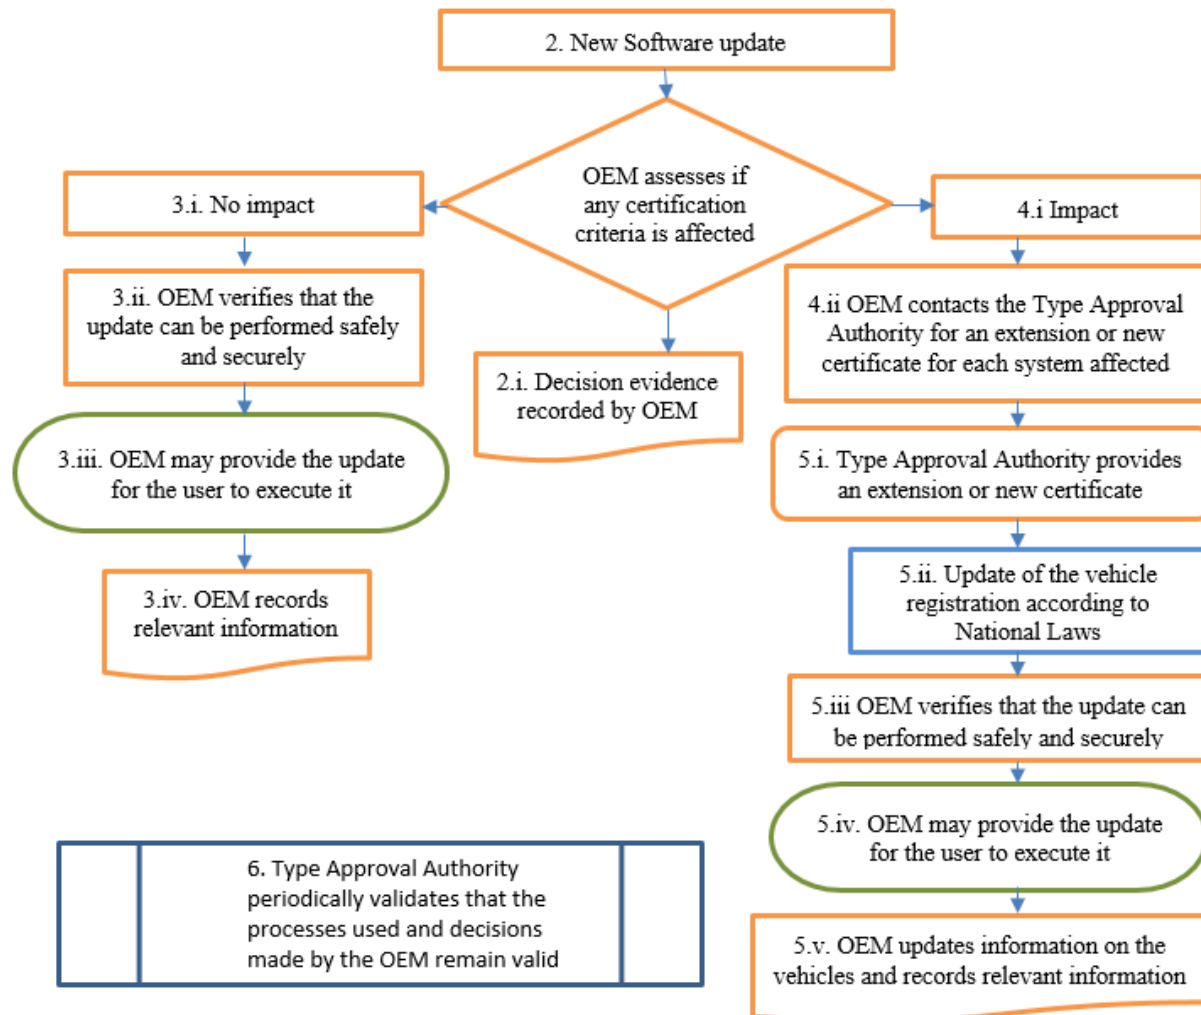 2. New Software update
OEM assesses if
any certification
criteria is affected
3.i. No impact
3.ii. OEM verifies that the
update can be performed safely
and securely
3.iii. OEM may provide the update
for the user to execute it
3.iv. OEM records
relevant information
2.i. Decision evidence
recorded by OEM
4.i Impact
4.ii OEM contacts the Type Approval
Authority for an extension or new
certificate for each system affected
5.i. Type Approval Authority provides
an extension or new certificate
5.ii. Update of the vehicle
registration according to
National Laws
5.iii OEM verifies that the update can
be performed safely and securely
5.iv. OEM may provide the update
for the user to execute it
5.v. OEM updates information on the
vehicles and records relevant information
6. Type Approval Authority
periodically validates that the
processes used and decisions
made by the OEM remain valid